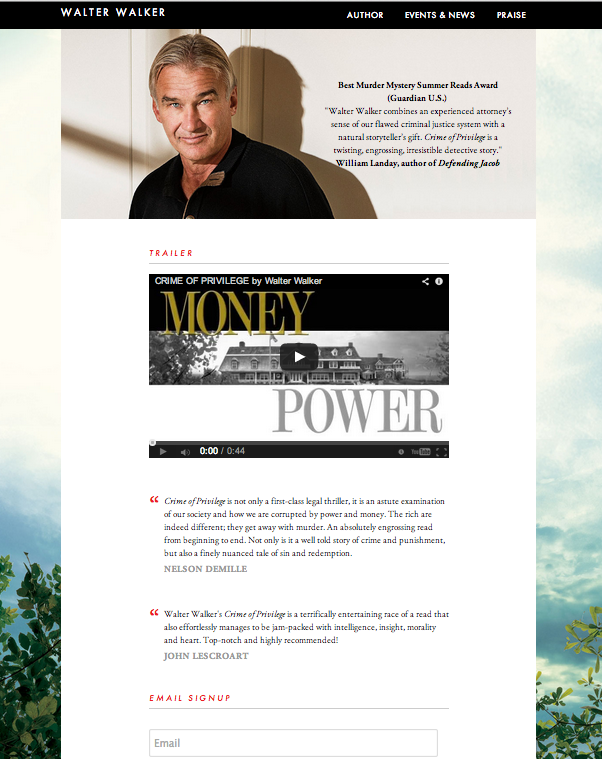 WALTER WALKER
AUTHOR EVENTS & NEWS PRAISE
Best Murder Mystery Summer Reads Award
(Guardian U.S.)
"Walter Walker combines an experienced attorney's
sense of our flawed criminal justice system with a
natural storyteller's gift. Crime of Privilege is a
twisting, engrossing, irresistible detective story."
William Landay, author of Defending Jacob
TRAILER
CRIME OF PRIVILEGE by Walter Walker
MONEY
POWER
0:00 / 0:44
YouTube
“ Crime of Privilege is not only a first-class legal thriller, it is an astute examination
of our society and how we are corrupted by power and money. The rich are
indeed different; they get away with murder. An absolutely engrossing read
from beginning to end. Not only is it a well told story of crime and punishment,
but also a finely nuanced tale of sin and redemption.
NELSON DEMILLE
“ Walter Walker's Crime of Privilege is a terrifically entertaining race of a read that
also effortlessly manages to be jam-packed with intelligence, insight, morality
and heart. Top-notch and highly recommended!
JOHN LESCROART
EMAIL SIGNUP
Email